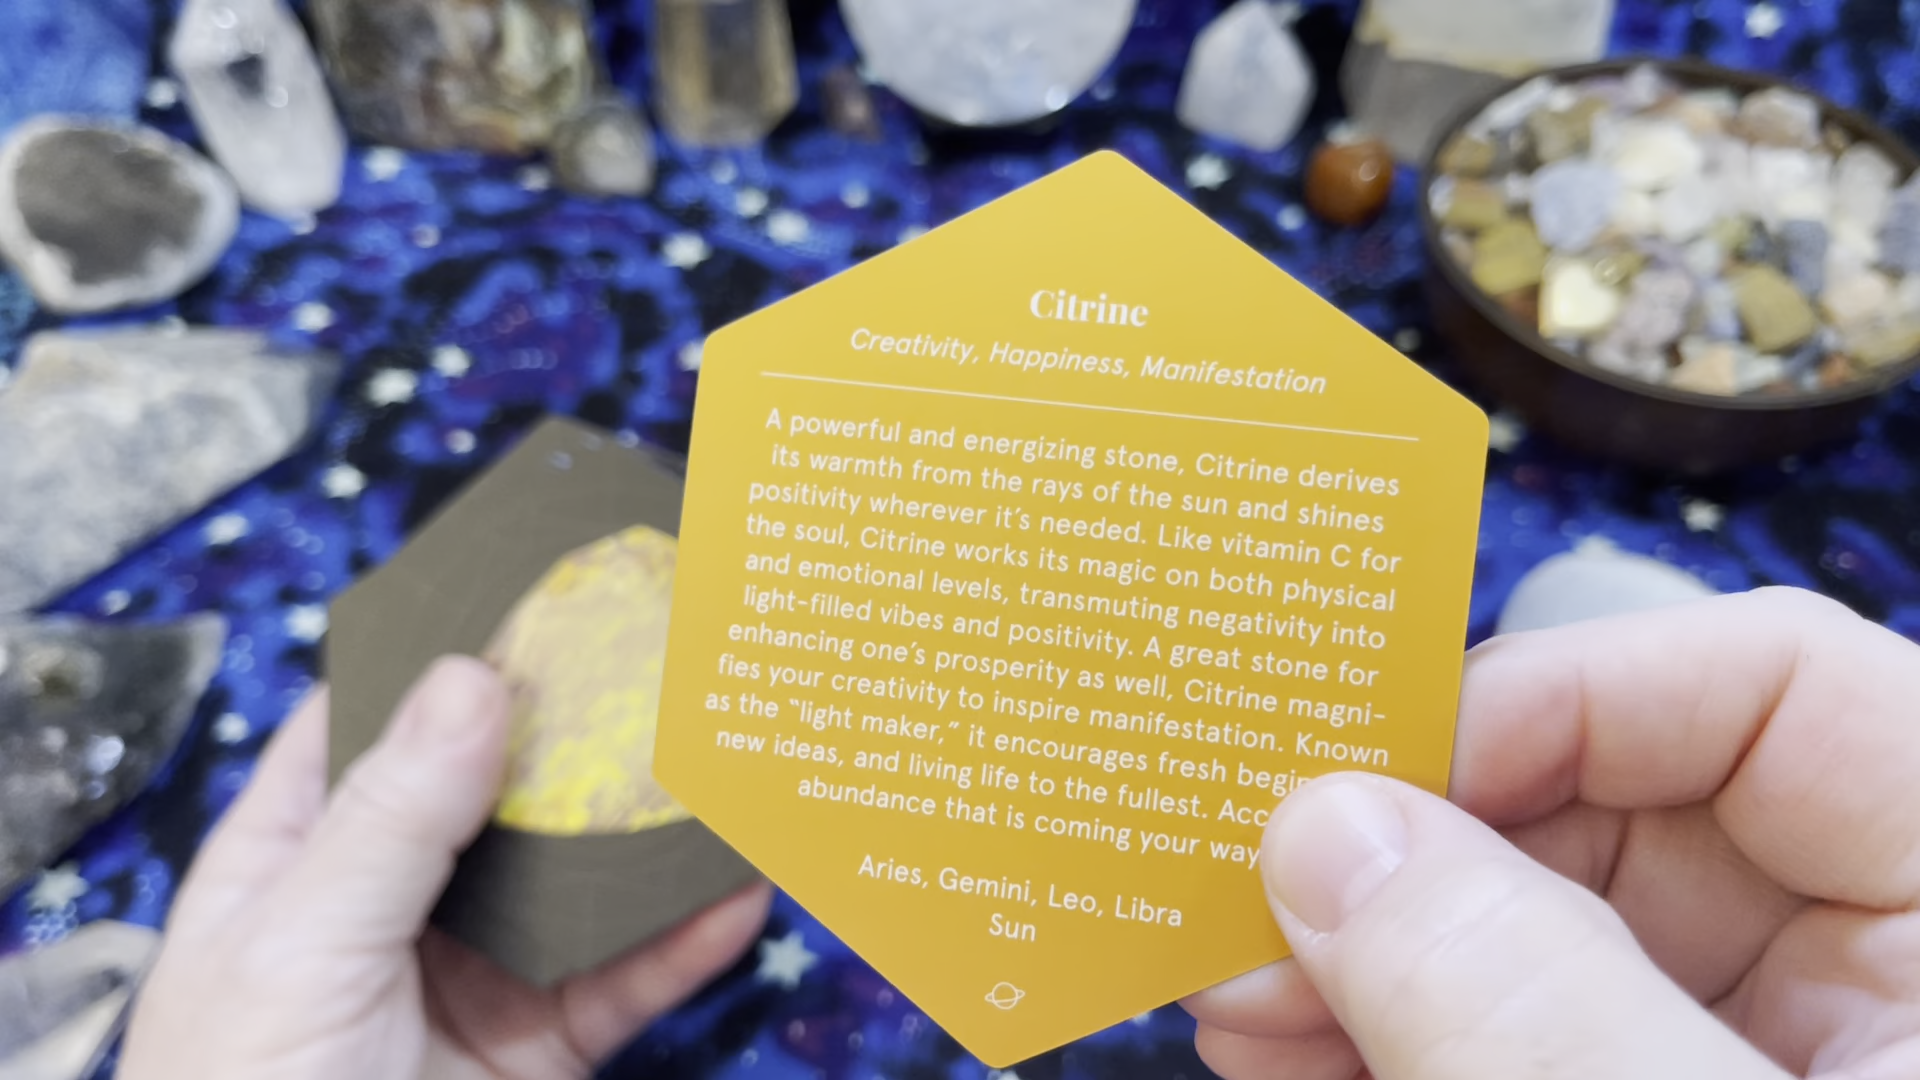 Citrine
Creativity, Happiness, Manifestation
A powerful and energizing stone, Citrine derives
its warmth from the rays of the sun and shines
positivity wherever it's needed. Like vitamin C for
the soul, Citrine works its magic on both physical
and emotional levels, transmuting negativity into
light-filled vibes and positivity. A great stone for
enhancing one's prosperity as well, Citrine magni-
fies your creativity to inspire manifestation. Known
as the “light maker,” it encourages fresh
new ideas, and living life to the fullest.
abundance that is coming your way
Aries, Gemini, Leo, Libra
Sun